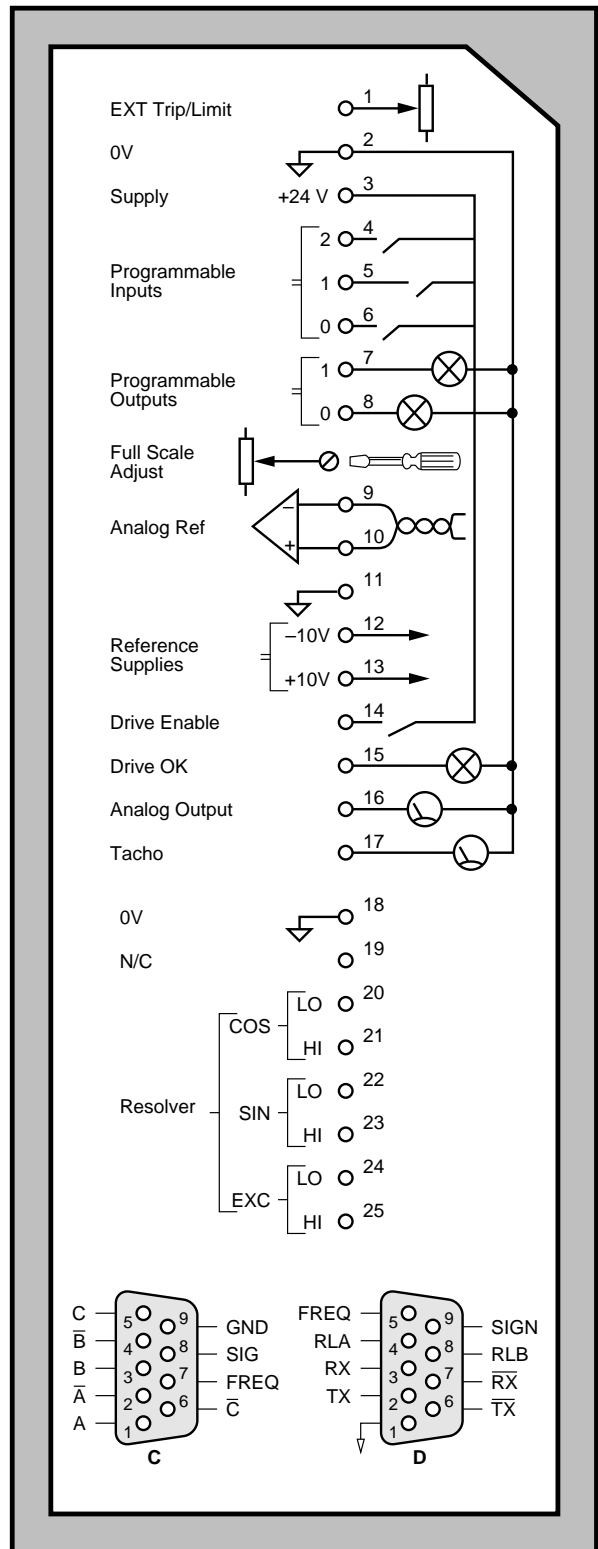 EXT Trip/Limit 1
0V 2
Supply +24 V 3
2 4
Programmable
Inputs
1 5
0 6
1 7
Programmable
Outputs
0 8
Full Scale
Adjust
– 9
Analog Ref
+ 10
11
Reference
Supplies
–10V 12
+10V 13
Drive Enable 14
Drive OK 15
Analog Output 16
Tacho 17
0V 18
N/C 19
Resolver
COS
LO 20
HI 21
SIN
LO 22
HI 23
EXC
LO 24
HI 25
C 5 9 GND
B̅ 4 8 SIG
B 3 7 FREQ
A̅ 2 6 C̅
A 1
C
FREQ 5 9 SIGN
RLA 4 8 RLB
RX 3 7 R̅X̅
TX 2 6 T̅X̅
1
D